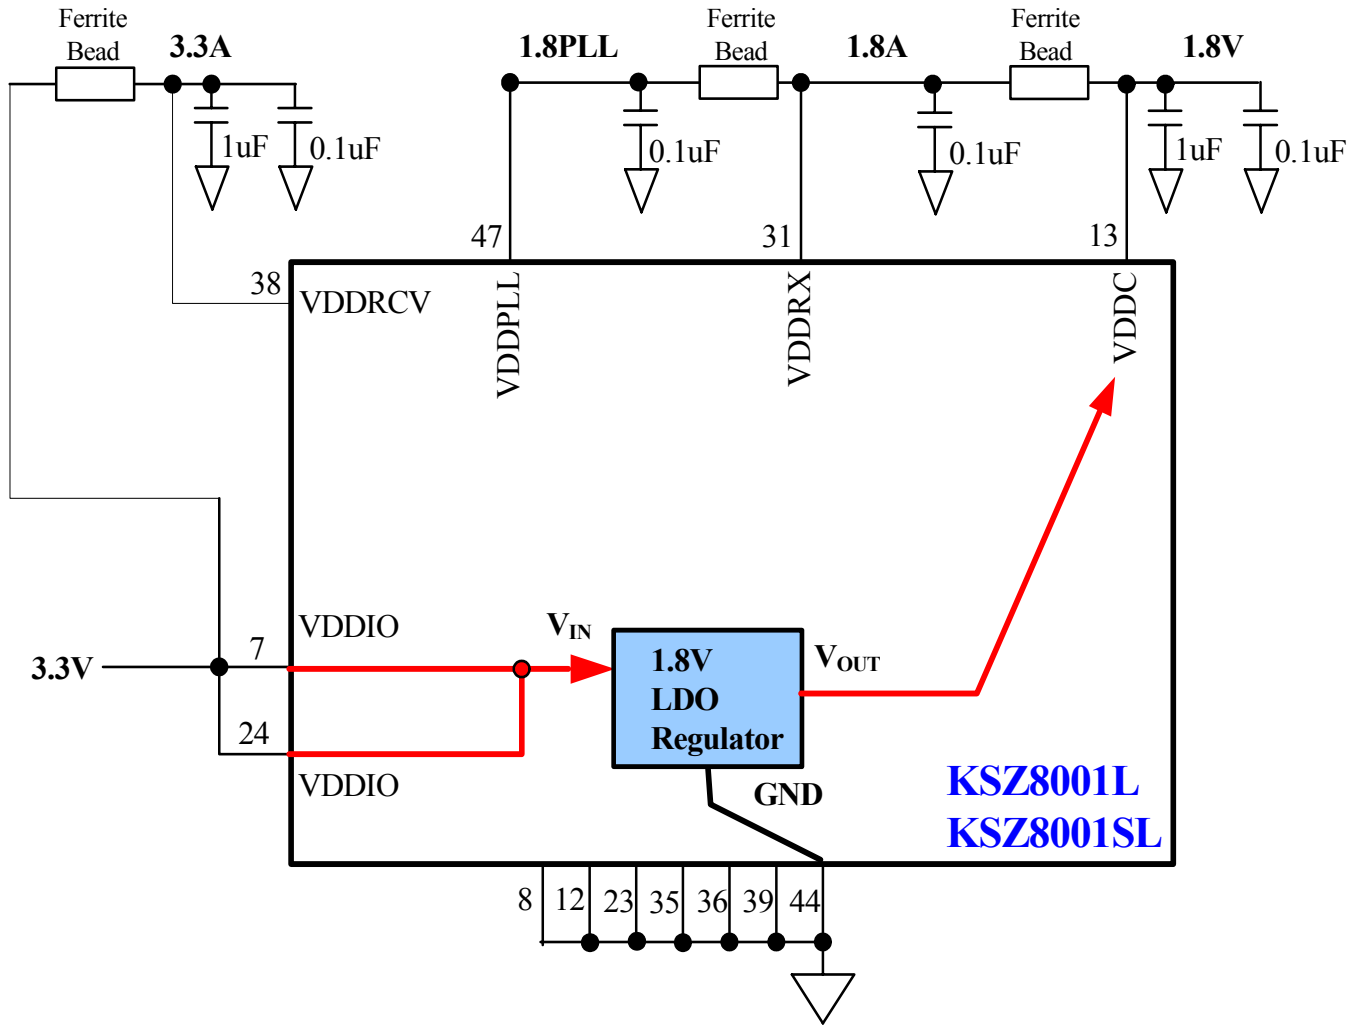 Ferrite
Bead
3.3A
1.8PLL
Ferrite
Bead
1.8A
Ferrite
Bead
1.8V
1uF
0.1uF
0.1uF
0.1uF
1uF
0.1uF
47
31
13
38
VDDRCV
VDDPLL
VDDRX
VDDC
VDDIO
7
3.3V
24
VDDIO
VIN
1.8V
LDO
Regulator
VOUT
GND
KSZ8001L
KSZ8001SL
8
12
23
35
36
39
44